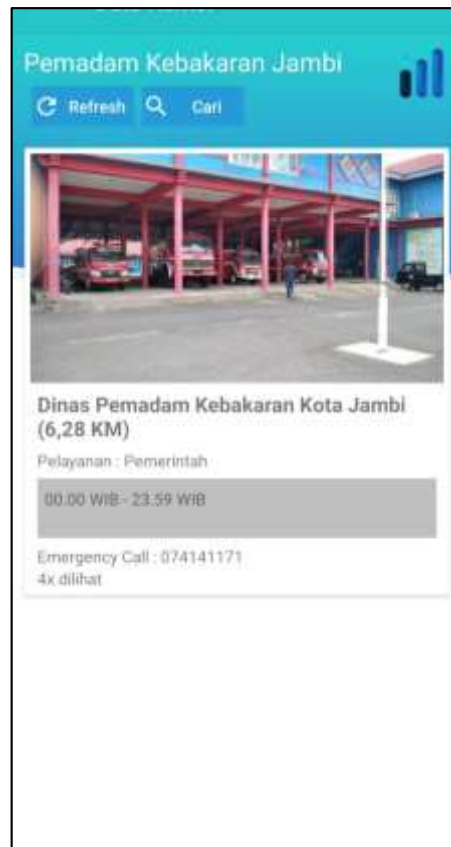 Pemadam Kebakaran Jambi
Refresh
Cari
Dinas Pemadam Kebakaran Kota Jambi
(6,28 KM)
Pelayanan : Pemerintah
00.00 WIB - 23.59 WIB
Emergency Call : 074141171
4x dilihat